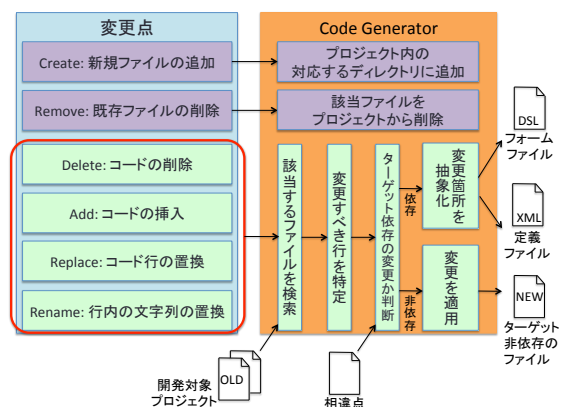 変更点
Code Generator
Create: 新規ファイルの追加
プロジェクト内の
対応するディレクトリに追加
Remove: 既存ファイルの削除
該当ファイルを
プロジェクトから削除
Delete: コードの削除
Add: コードの挿入
Replace: コード行の置換
Rename: 行内の文字列の置換
該当するファイルを検索
変更すべき行を特定
ターゲット依存の変更か判断
依存
非依存
変更箇所を
抽象化
変更を適用
DSL
フォーム
ファイル
XML
定義
ファイル
NEW
ターゲット
非依存の
ファイル
OLD
開発対象
プロジェクト
相違点